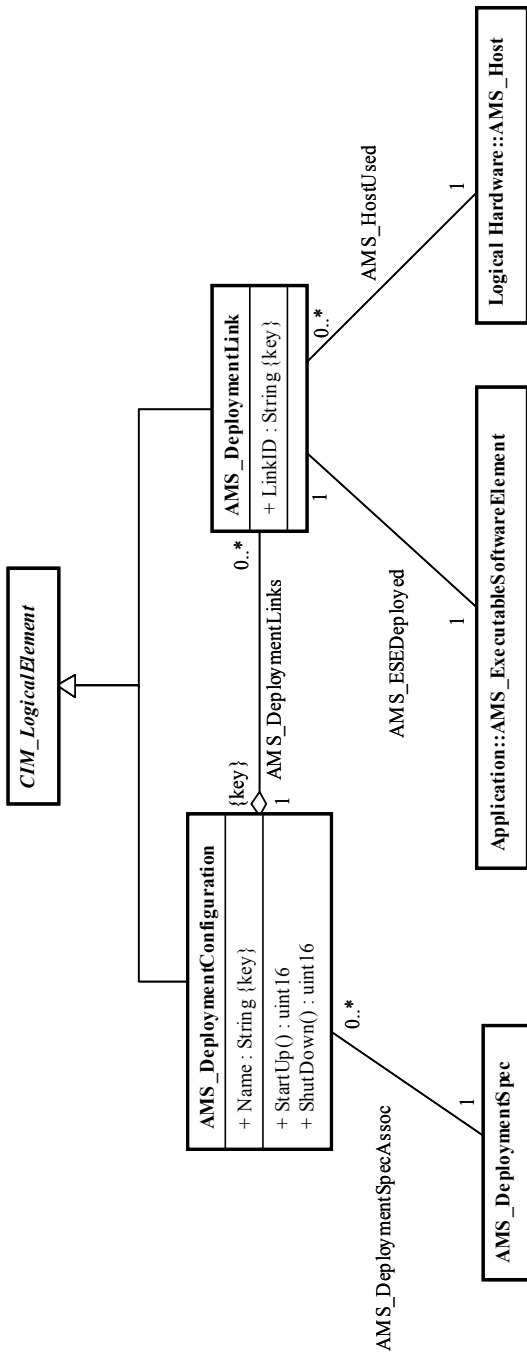 CIM_LogicalElement
AMS_DeploymentConfiguration
+ Name : String {key}
+ StartUp() : uint16
+ ShutDown() : uint16
{key}
1
AMS_DeploymentLinks
0..*
AMS_DeploymentLink
+ LinkID : String {key}
0..*
AMS_DeploymentSpecAssoc
1
AMS_DeploymentSpec
1
AMS_ESEDeployed
1
Application::AMS_ExecutableSoftwareElement
0..*
AMS_HostUsed
1
Logical Hardware::AMS_Host